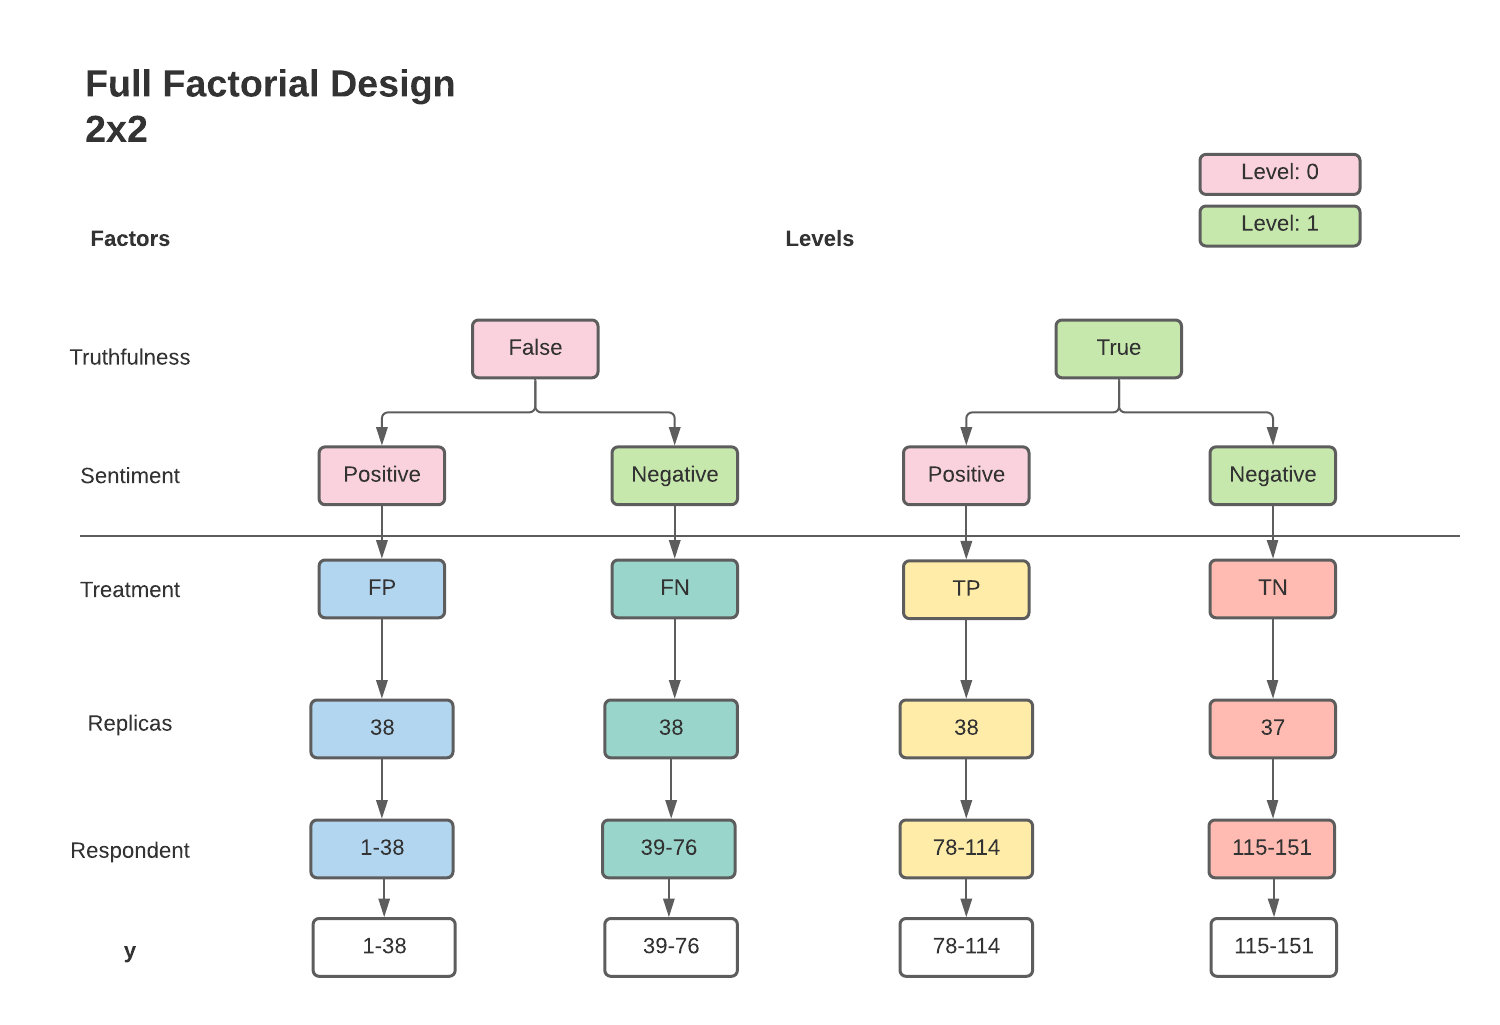 Full Factorial Design
2x2
Level: 0
Level: 1
Factors
Levels
Truthfulness
False
True
Sentiment
Positive
Negative
Positive
Negative
Treatment
FP
FN
TP
TN
Replicas
38
38
38
37
Respondent
1-38
39-76
78-114
115-151
y
1-38
39-76
78-114
115-151